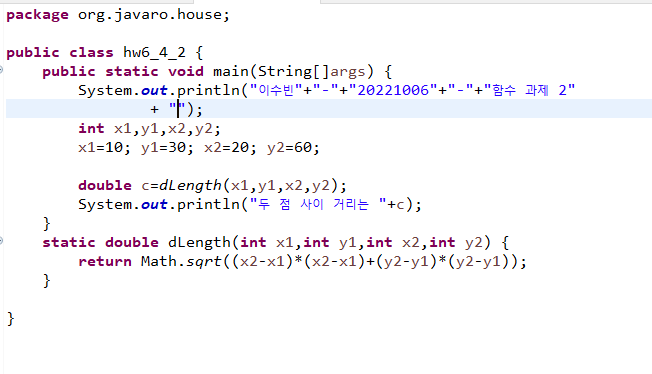 package org.javaro.house;

public class hw6_4_2 {
    public static void main(String[]args) {
        System.out.println("이수빈"+"-"+"20221006"+"-"+"함수 과제 2"
                + "");
        int x1,y1,x2,y2;
        x1=10; y1=30; x2=20; y2=60;

        double c=dLength(x1,y1,x2,y2);
        System.out.println("두 점 사이 거리는 "+c);
    }
    static double dLength(int x1,int y1,int x2,int y2) {
        return Math.sqrt((x2-x1)*(x2-x1)+(y2-y1)*(y2-y1));
    }

}